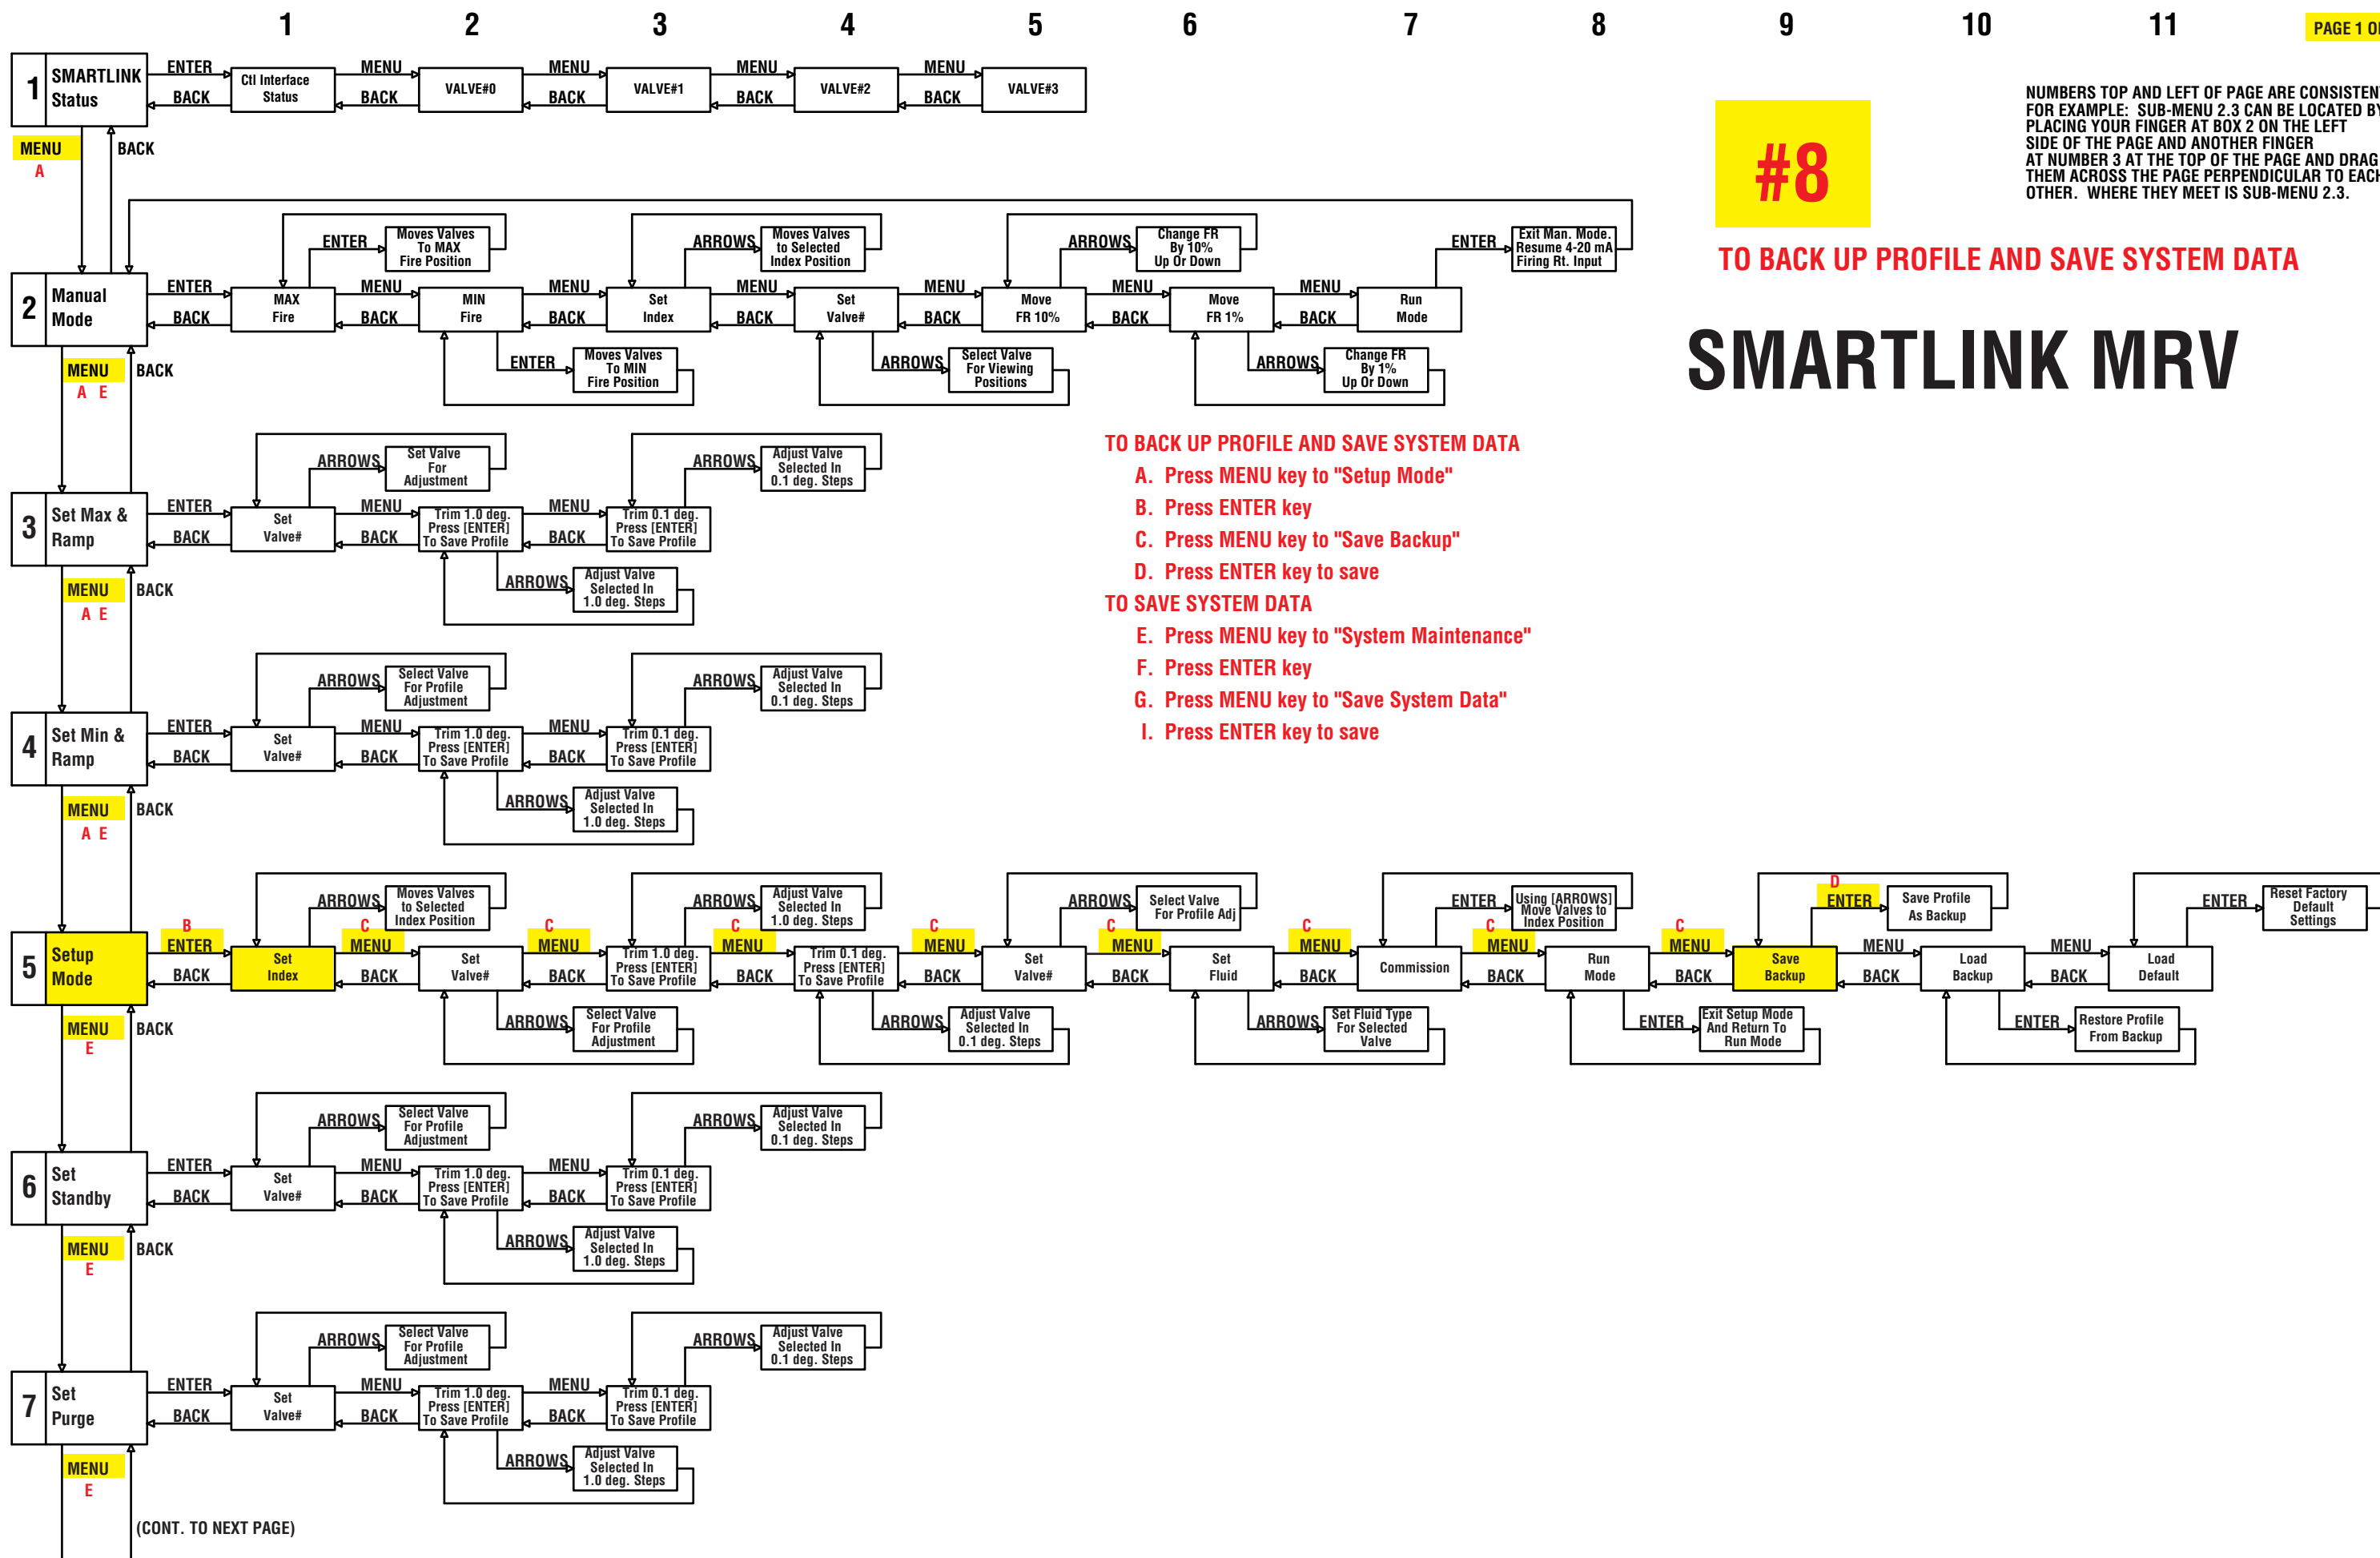 1 2 3 4 5 6 7 8 9 10 11
PAGE 1 O
1
SMARTLINK
Status
ENTER
BACK
Ctl Interface
Status
MENU
BACK
VALVE#0
MENU
BACK
VALVE#1
MENU
BACK
VALVE#2
MENU
BACK
VALVE#3
MENU
A
BACK
#8
NUMBERS TOP AND LEFT OF PAGE ARE CONSISTEN
FOR EXAMPLE: SUB-MENU 2.3 CAN BE LOCATED BY
PLACING YOUR FINGER AT BOX 2 ON THE LEFT
SIDE OF THE PAGE AND ANOTHER FINGER
AT NUMBER 3 AT THE TOP OF THE PAGE AND DRAG
THEM ACROSS THE PAGE PERPENDICULAR TO EACH
OTHER. WHERE THEY MEET IS SUB-MENU 2.3.
TO BACK UP PROFILE AND SAVE SYSTEM DATA
SMARTLINK MRV
ENTER
Moves Valves
To MAX
Fire Position
ARROWS
Moves Valves
to Selected
Index Position
ARROWS
Change FR
By 10%
Up Or Down
ENTER
Exit Man. Mode.
Resume 4-20 mA
Firing Rt. Input
2
Manual
Mode
ENTER
BACK
MAX
Fire
MENU
BACK
MIN
Fire
MENU
BACK
Set
Index
MENU
BACK
Set
Valve#
MENU
BACK
Move
FR 10%
MENU
BACK
Move
FR 1%
MENU
BACK
Run
Mode
ENTER
Moves Valves
To MIN
Fire Position
ARROWS
Select Valve
For Viewing
Positions
ARROWS
Change FR
By 1%
Up Or Down
MENU
A E
BACK
ARROWS
Set Valve
For
Adjustment
ARROWS
Adjust Valve
Selected In
0.1 deg. Steps
3
Set Max &
Ramp
ENTER
BACK
Set
Valve#
MENU
BACK
Trim 1.0 deg.
Press [ENTER]
To Save Profile
MENU
BACK
Trim 0.1 deg.
Press [ENTER]
To Save Profile
ARROWS
Adjust Valve
Selected In
1.0 deg. Steps
MENU
A E
BACK
TO BACK UP PROFILE AND SAVE SYSTEM DATA
A. Press MENU key to "Setup Mode"
B. Press ENTER key
C. Press MENU key to "Save Backup"
D. Press ENTER key to save
TO SAVE SYSTEM DATA
E. Press MENU key to "System Maintenance"
F. Press ENTER key
G. Press MENU key to "Save System Data"
I. Press ENTER key to save
ARROWS
Select Valve
For Profile
Adjustment
ARROWS
Adjust Valve
Selected In
0.1 deg. Steps
4
Set Min &
Ramp
ENTER
BACK
Set
Valve#
MENU
BACK
Trim 1.0 deg.
Press [ENTER]
To Save Profile
MENU
BACK
Trim 0.1 deg.
Press [ENTER]
To Save Profile
ARROWS
Adjust Valve
Selected In
1.0 deg. Steps
MENU
A E
BACK
ARROWS
Moves Valves
to Selected
Index Position
ARROWS
Adjust Valve
Selected In
1.0 deg. Steps
ARROWS
Select Valve
For Profile Adj
ENTER
Using [ARROWS]
Move Valves to
Index Position
D
ENTER
Save Profile
As Backup
ENTER
Reset Factory
Default
Settings
5
Setup
Mode
B
ENTER
BACK
Set
Index
C
MENU
BACK
Set
Valve#
C
MENU
BACK
Trim 1.0 deg.
Press [ENTER]
To Save Profile
C
MENU
BACK
Trim 0.1 deg.
Press [ENTER]
To Save Profile
C
MENU
BACK
Set
Valve#
C
MENU
BACK
Set
Fluid
C
MENU
BACK
Commission
C
MENU
BACK
Run
Mode
C
MENU
BACK
Save
Backup
MENU
BACK
Load
Backup
MENU
BACK
Load
Default
ARROWS
Select Valve
For Profile
Adjustment
ARROWS
Adjust Valve
Selected In
0.1 deg. Steps
ARROWS
Set Fluid Type
For Selected
Valve
ENTER
Exit Setup Mode
And Return To
Run Mode
ENTER
Restore Profile
From Backup
MENU
E
BACK
ARROWS
Select Valve
For Profile
Adjustment
ARROWS
Adjust Valve
Selected In
0.1 deg. Steps
6
Set
Standby
ENTER
BACK
Set
Valve#
MENU
BACK
Trim 1.0 deg.
Press [ENTER]
To Save Profile
MENU
BACK
Trim 0.1 deg.
Press [ENTER]
To Save Profile
ARROWS
Adjust Valve
Selected In
1.0 deg. Steps
MENU
E
BACK
ARROWS
Select Valve
For Profile
Adjustment
ARROWS
Adjust Valve
Selected In
0.1 deg. Steps
7
Set
Purge
ENTER
BACK
Set
Valve#
MENU
BACK
Trim 1.0 deg.
Press [ENTER]
To Save Profile
MENU
BACK
Trim 0.1 deg.
Press [ENTER]
To Save Profile
ARROWS
Adjust Valve
Selected In
1.0 deg. Steps
MENU
E
(CONT. TO NEXT PAGE)